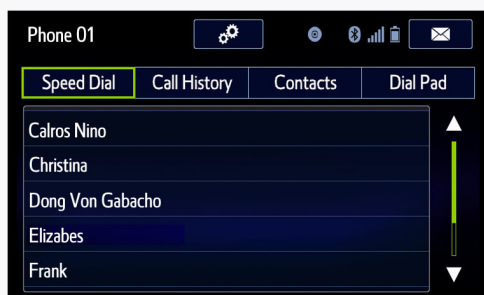 Phone 01
Speed Dial Call History Contacts Dial Pad
Calros Nino
Christina
Dong Von Gabacho
Elizabes
Frank